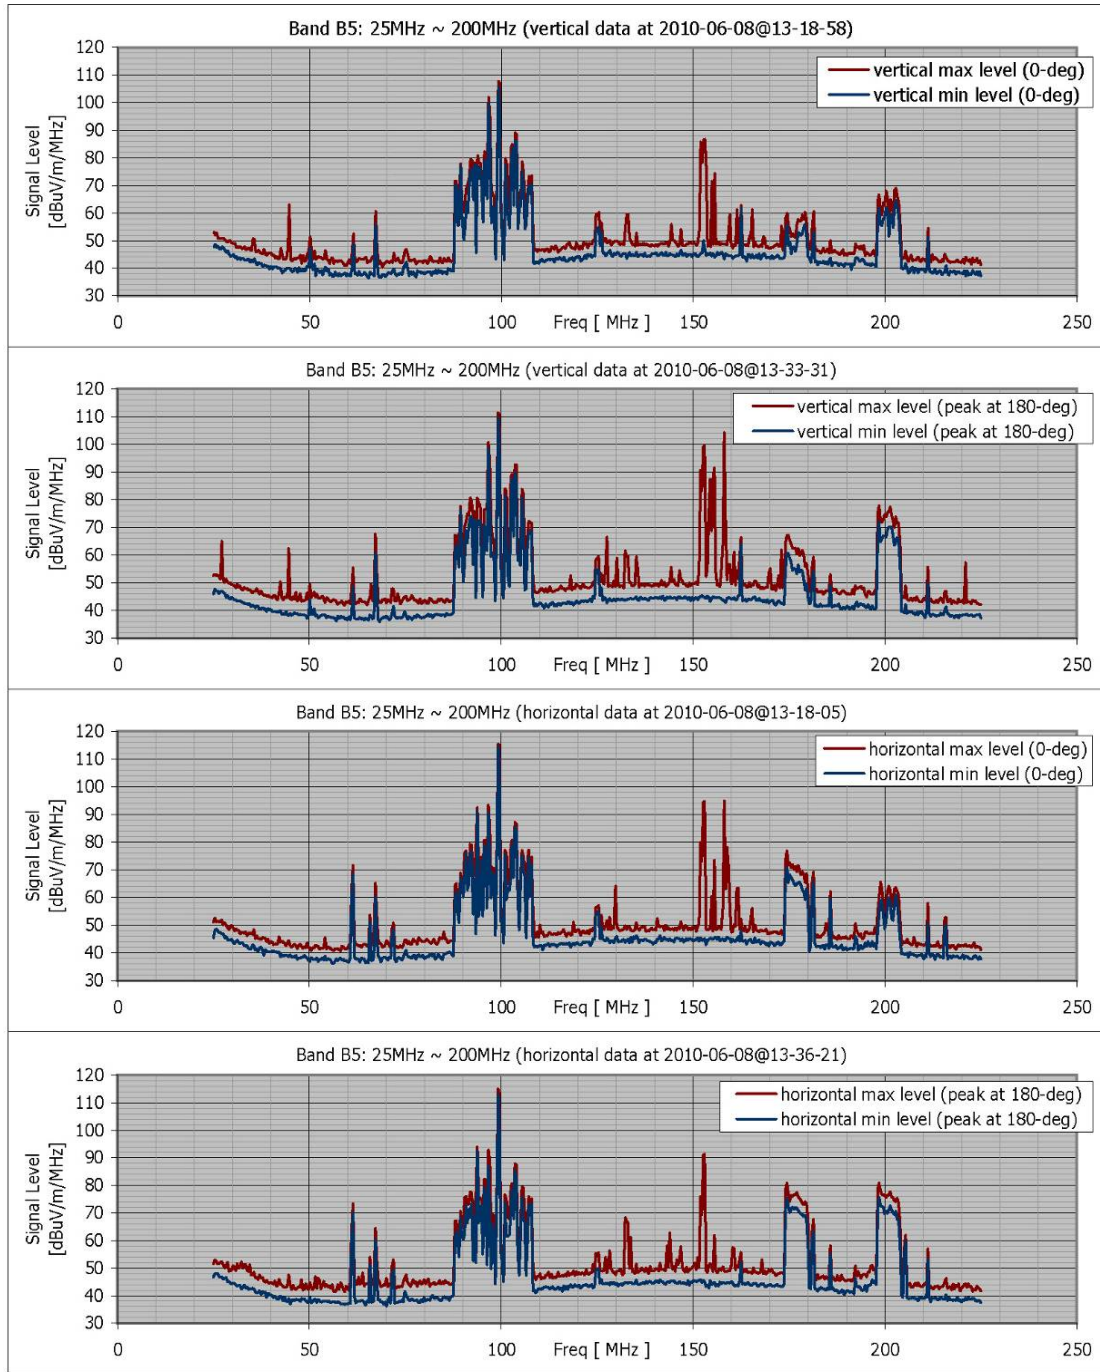 Band B5: 25MHz ~ 200MHz (vertical data at 2010-06-08@13-18-58)
120
110
100
90
80
70
60
50
40
30
Signal Level
[dBuV/m/MHz]
vertical max level (0-deg)
vertical min level (0-deg)
0
50
100
150
200
250
Freq [ MHz ]
Band B5: 25MHz ~ 200MHz (vertical data at 2010-06-08@13-33-31)
120
110
100
90
80
70
60
50
40
30
Signal Level
[dBuV/m/MHz]
vertical max level (peak at 180-deg)
vertical min level (peak at 180-deg)
0
50
100
150
200
250
Freq [ MHz ]
Band B5: 25MHz ~ 200MHz (horizontal data at 2010-06-08@13-18-05)
120
110
100
90
80
70
60
50
40
30
Signal Level
[dBuV/m/MHz]
horizontal max level (0-deg)
horizontal min level (0-deg)
0
50
100
150
200
250
Freq [ MHz ]
Band B5: 25MHz ~ 200MHz (horizontal data at 2010-06-08@13-36-21)
120
110
100
90
80
70
60
50
40
30
Signal Level
[dBuV/m/MHz]
horizontal max level (peak at 180-deg)
horizontal min level (peak at 180-deg)
0
50
100
150
200
250
Freq [ MHz ]